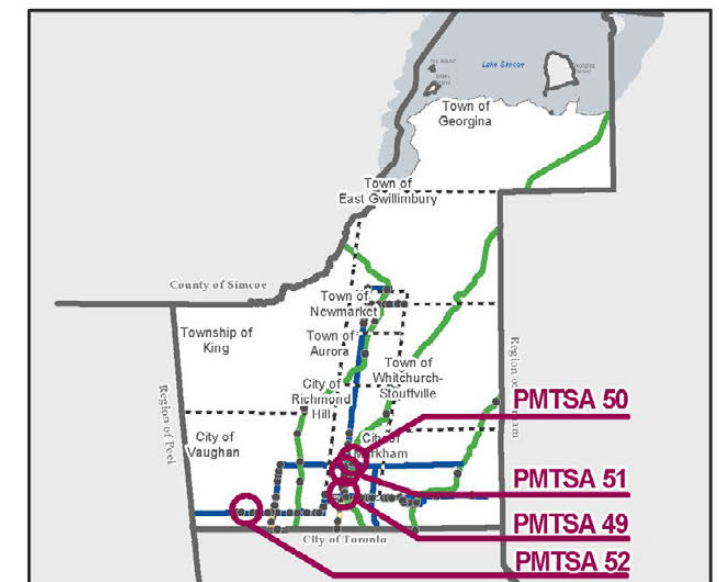 Lake Simcoe
Town of
Georgina
Town of
East Gwillimbury
County of Simcoe
Town of
Newmarket
Township of
King
Town of
Aurora
Town of
Whitchurch-
Stouffville
City of
Richmond
Hill
Region of Peel
Region of
PMTSA 50
City of
Vaughan
City of
Markham
PMTSA 51
PMTSA 49
City of Toronto
PMTSA 52